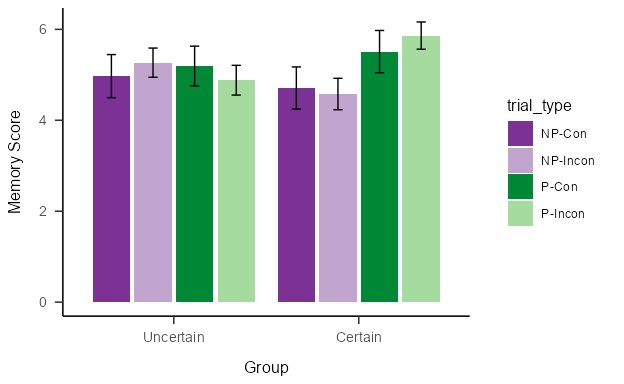 6
4
2
0
Memory Score
Uncertain
Certain
Group
trial_type
NP-Con
NP-Incon
P-Con
P-Incon